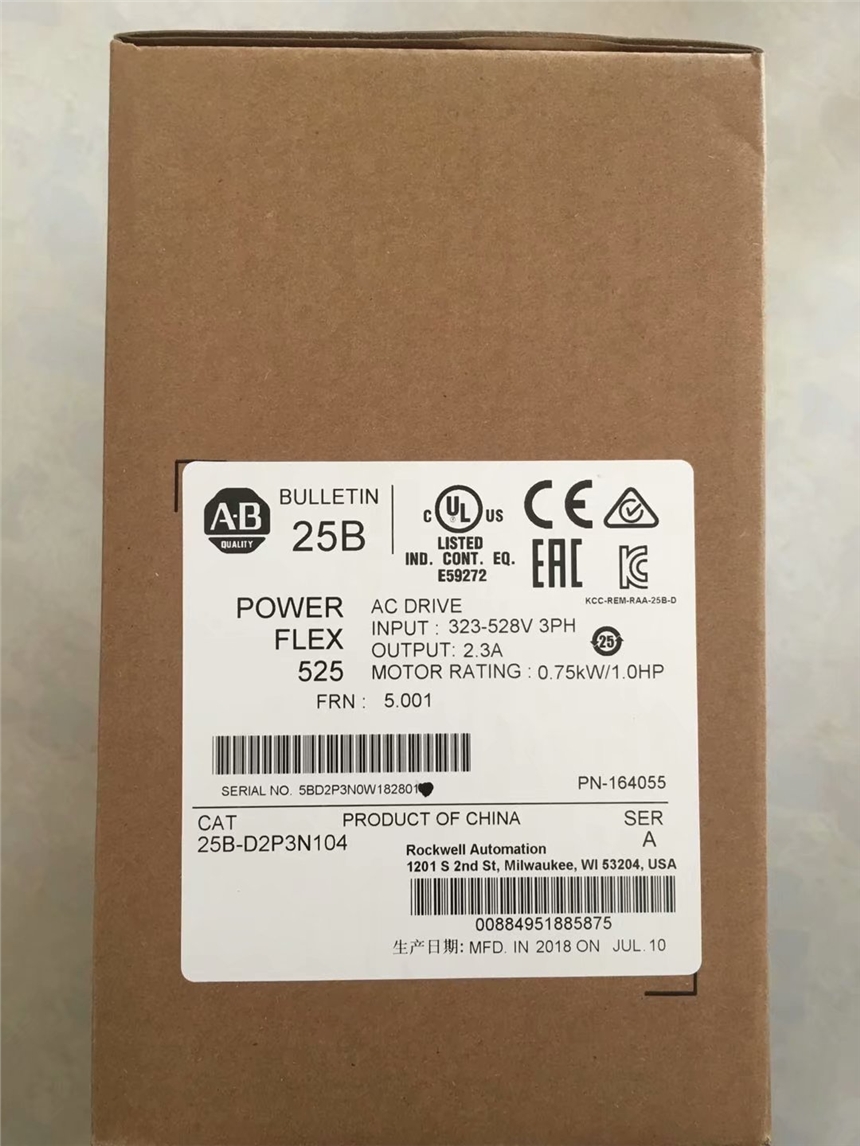 A-B
QUALITY
BULLETIN
25B
C UL US
LISTED
IND. CONT. EQ.
E59272
CE
EAC
KCC-REM-RAA-25B-D
POWER
FLEX
525
AC DRIVE
INPUT : 323-528V 3PH
OUTPUT: 2.3A
MOTOR RATING : 0.75kW/1.0HP
25
FRN : 5.001
SERIAL NO. 5BD2P3N0W182801
PN-164055
CAT
25B-D2P3N104
PRODUCT OF CHINA
SER
A
Rockwell Automation
1201 S 2nd St, Milwaukee, WI 53204, USA
00884951885875
生产日期: MFD. IN 2018 ON JUL. 10